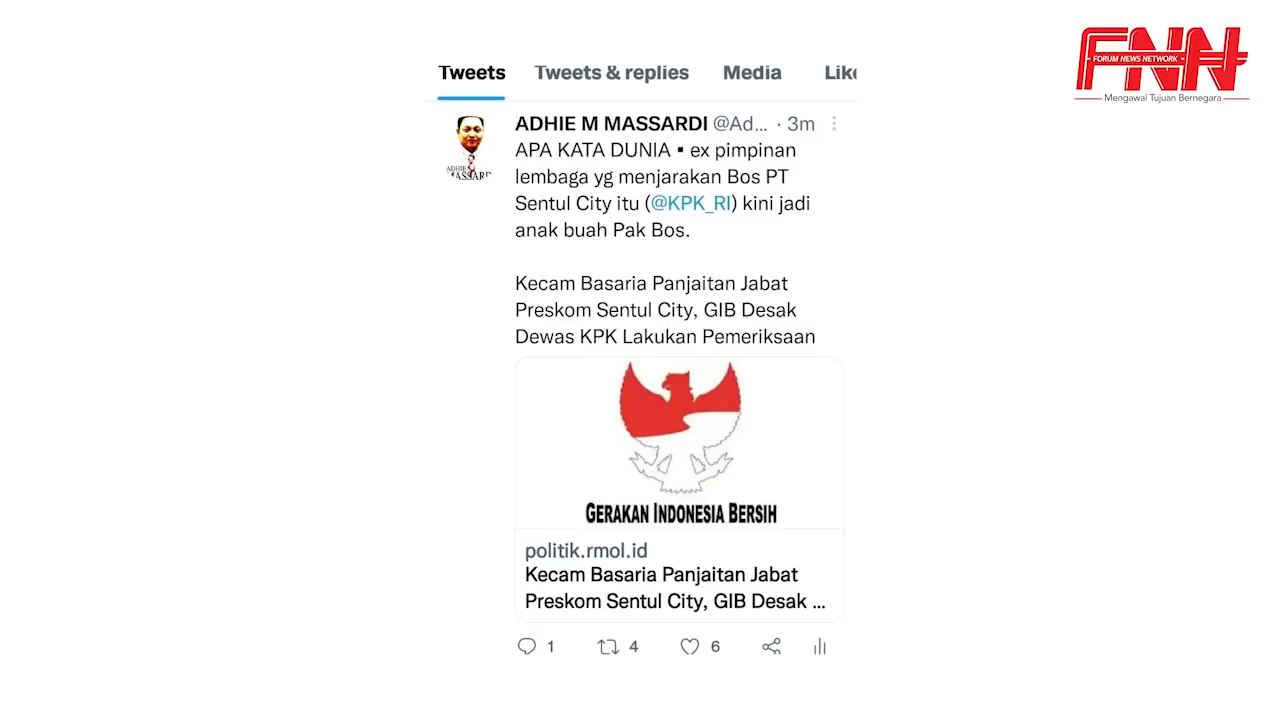 FNN
FORUM NEWS NETWORK
Mengawal Tujuan Bernegara
Tweets Tweets & replies Media Like
ADHIE M MASSARDI @Ad... · 3m
APA KATA DUNIA ▪ ex pimpinan
lembaga yg menjarakan Bos PT
Sentul City itu (@KPK_RI) kini jadi
anak buah Pak Bos.
Kecam Basaria Panjaitan Jabat
Preskom Sentul City, GIB Desak
Dewas KPK Lakukan Pemeriksaan
ADHIE
MASSARDI
GERAKAN INDONESIA BERSIH
politik.rmol.id
Kecam Basaria Panjaitan Jabat
Preskom Sentul City, GIB Desak ...
1 4 6